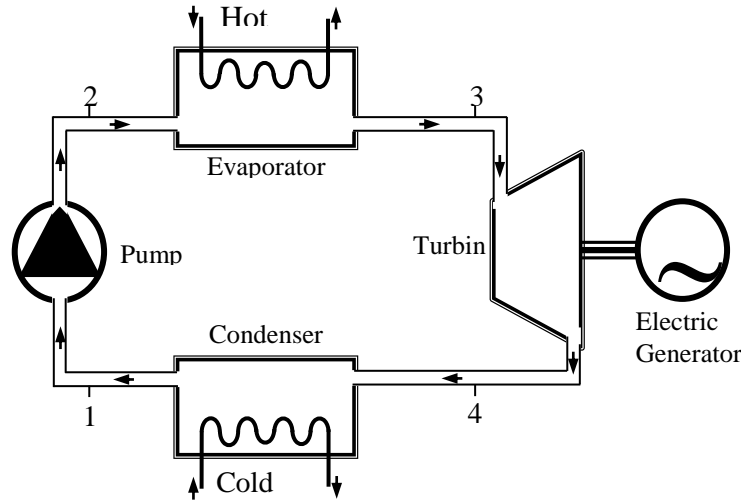 Hot
2
3
Evaporator
Turbin
Pump
Condenser
Electric
Generator
1
4
Cold